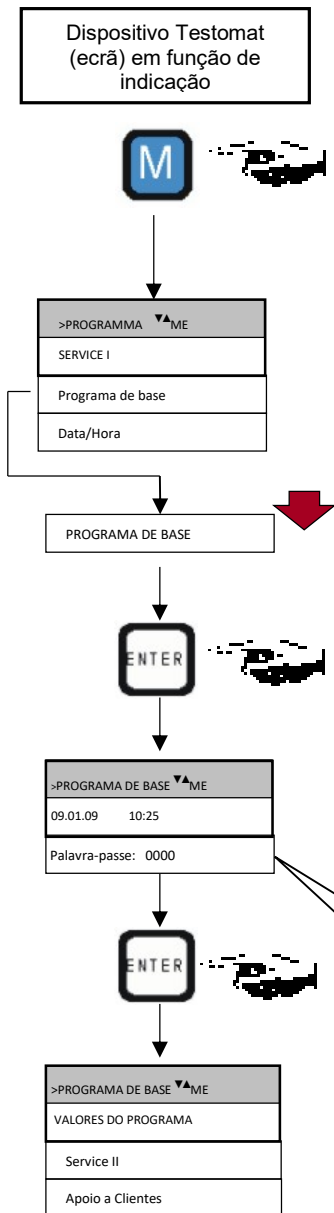 Dispositivo Testomat
(ecrã) em função de
indicação
M
>PROGRAMMA ▼▲ME
SERVICE I
Programa de base
Data/Hora
PROGRAMA DE BASE
ENTER
>PROGRAMA DE BASE ▼▲ME
09.01.09 10:25
Palavra-passe: 0000
ENTER
>PROGRAMA DE BASE ▼▲ME
VALORES DO PROGRAMA
Service II
Apoio a Clientes